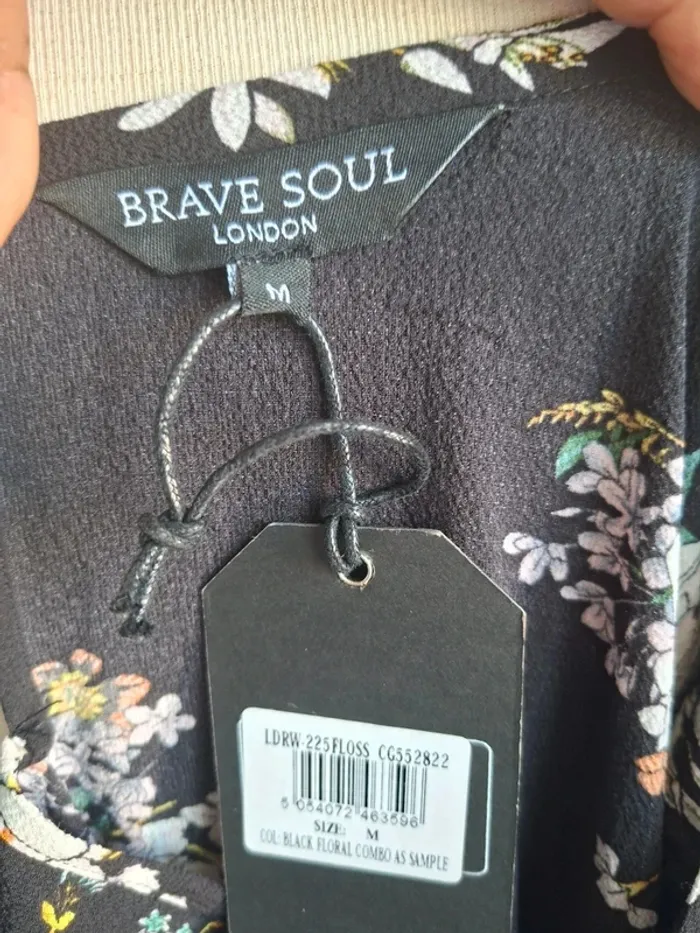 BRAVE SOUL
LONDON
M
LDRW-225FLOSS CG552822
5 054072 463596
SIZE: M
COL: BLACK FLORAL COMBO AS SAMPLE